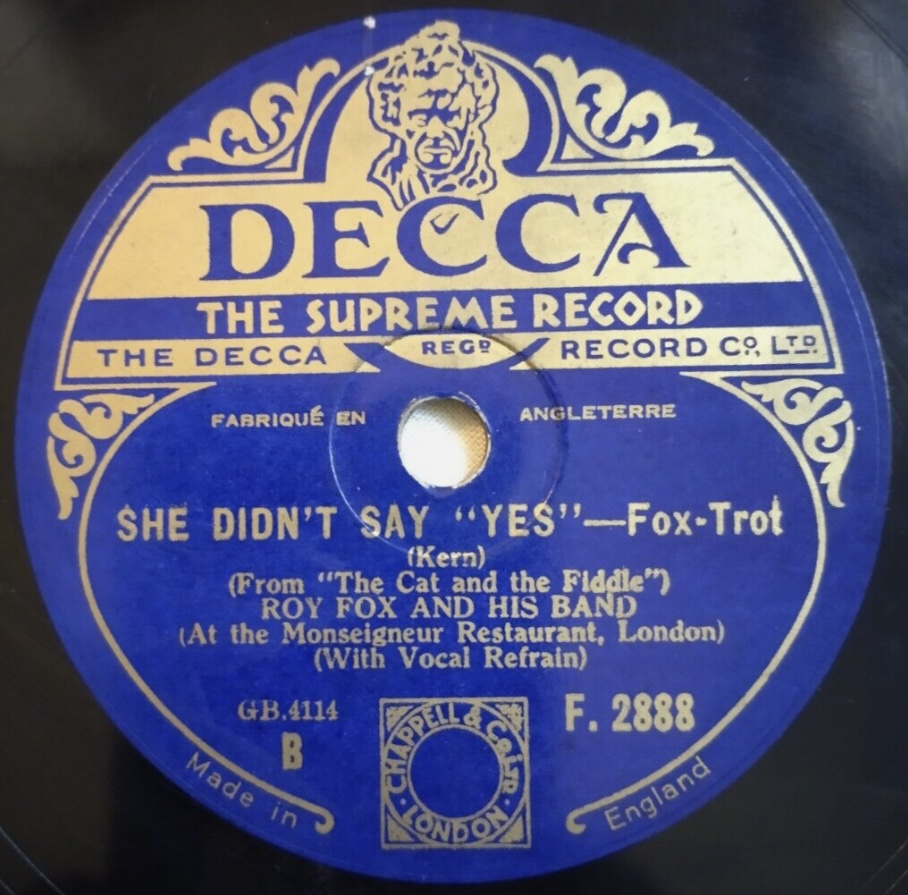 DECCA
THE SUPREME RECORD
THE DECCA REGD RECORD CO., LTD.
FABRIQUÉ EN ANGLETERRE
SHE DIDN'T SAY "YES"—Fox-Trot
(Kern)
(From "The Cat and the Fiddle")
ROY FOX AND HIS BAND
(At the Monseigneur Restaurant, London)
(With Vocal Refrain)
GB.4114
B
F. 2888
CHAPPELL & CO. LTD.
LONDON
Made in England